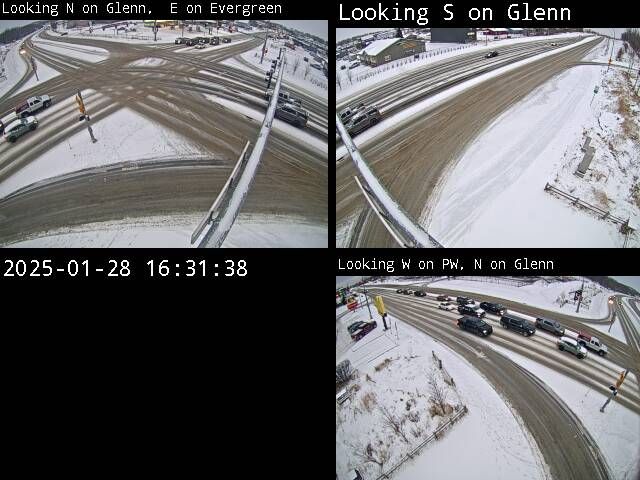 Looking N on Glenn,  E on Evergreen
Looking S on Glenn
2025-01-28 16:31:38
Looking W on PW, N on Glenn